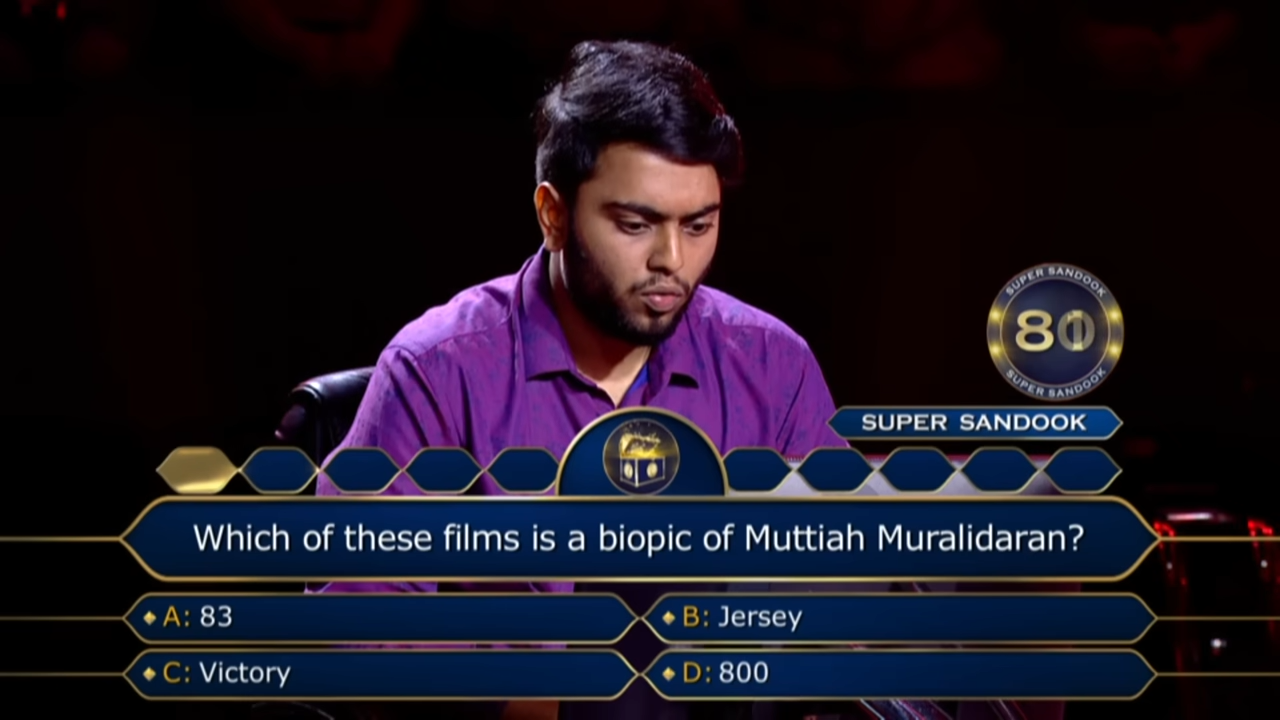 SUPER SANDOOK
SUPER SANDOOK
SUPER SANDOOK
Which of these films is a biopic of Muttiah Muralidaran?
A: 83
B: Jersey
C: Victory
D: 800